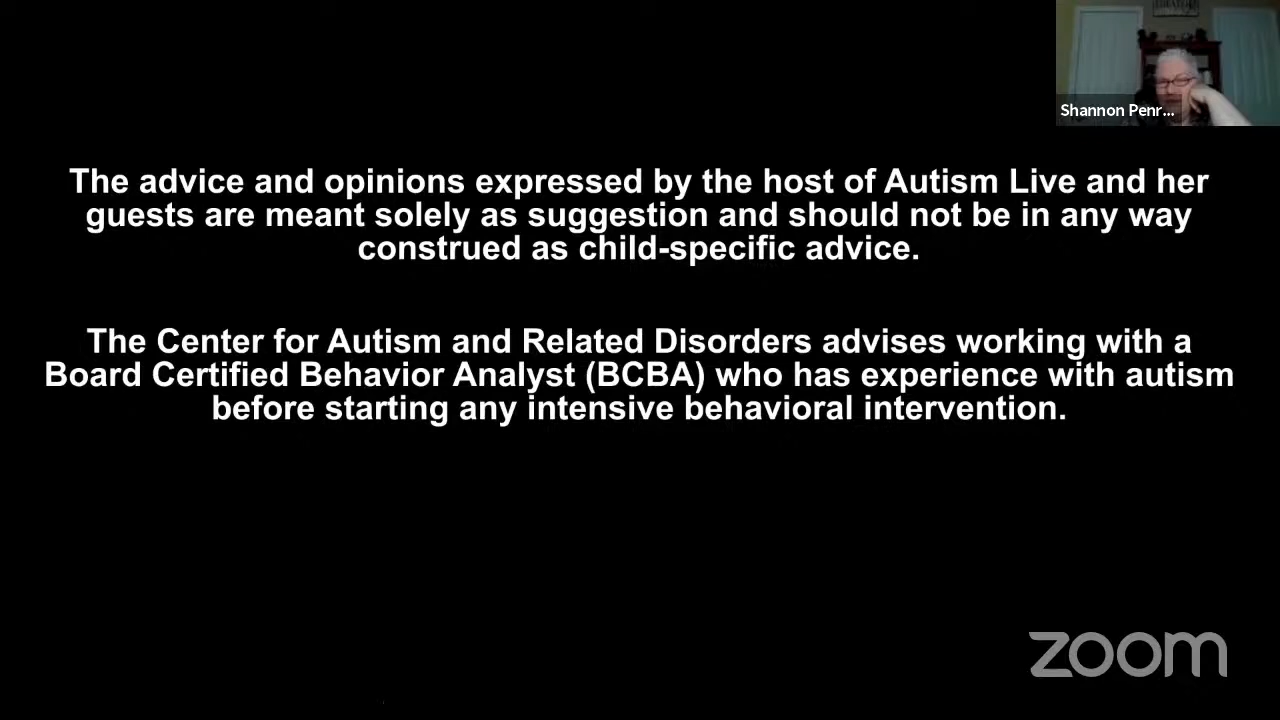 Shannon Penr...
The advice and opinions expressed by the host of Autism Live and her
guests are meant solely as suggestion and should not be in any way
construed as child-specific advice.
The Center for Autism and Related Disorders advises working with a
Board Certified Behavior Analyst (BCBA) who has experience with autism
before starting any intensive behavioral intervention.
zoom